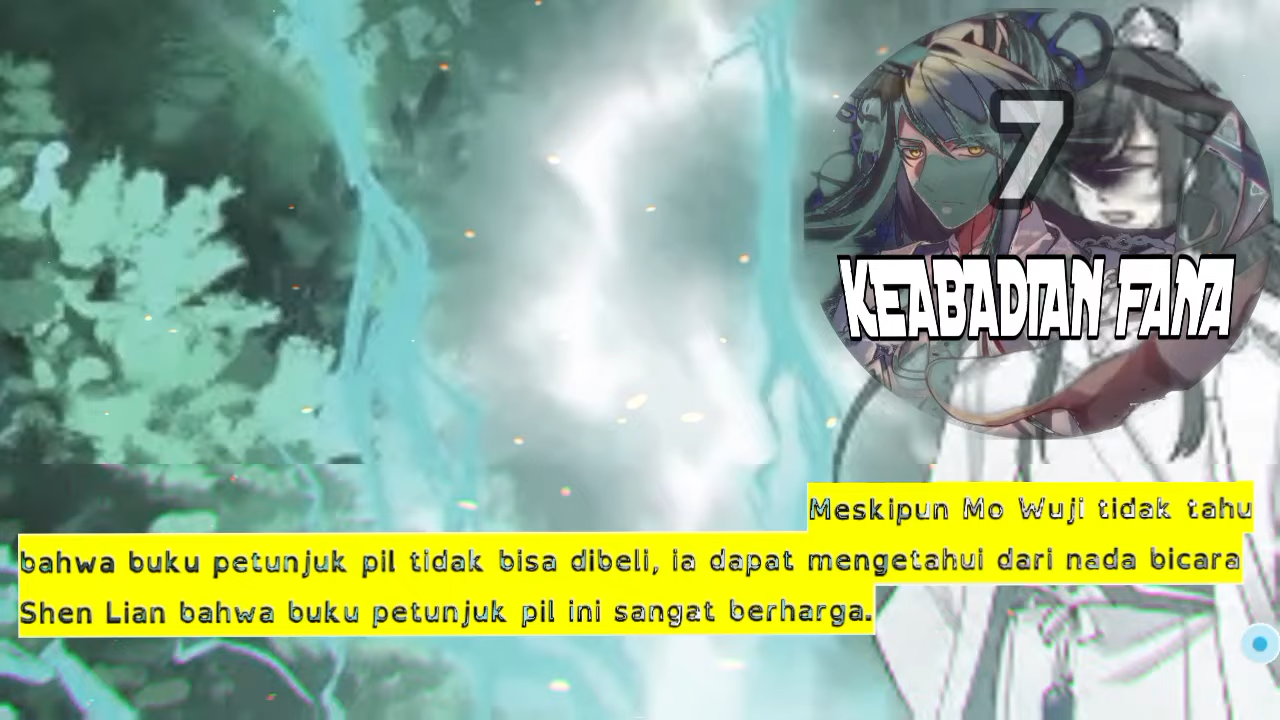 7
KEABADIAN FANA
Meskipun Mo Wuji tidak tahu
bahwa buku petunjuk pil tidak bisa dibeli, ia dapat mengetahui dari nada bicara
Shen Lian bahwa buku petunjuk pil ini sangat berharga.